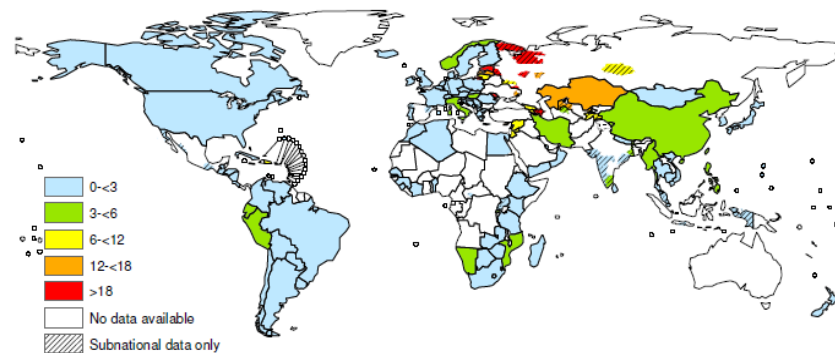 0-<3
3-<6
6-<12
12-<18
>18
No data available
Subnational data only